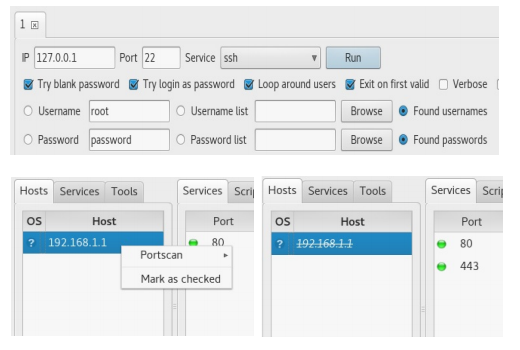 1
IP 127.0.0.1 Port 22 Service ssh Run
Try blank password Try login as password Loop around users Exit on first valid Verbose
Username root Username list Browse Found usernames
Password password Password list Browse Found passwords
Hosts Services Tools Services Scri
OS Host Port
? 192.168.1.1 80
Portscan
Mark as checked
Hosts Services Tools Services Scrip
OS Host Port
? 192.168.1.1 80
443